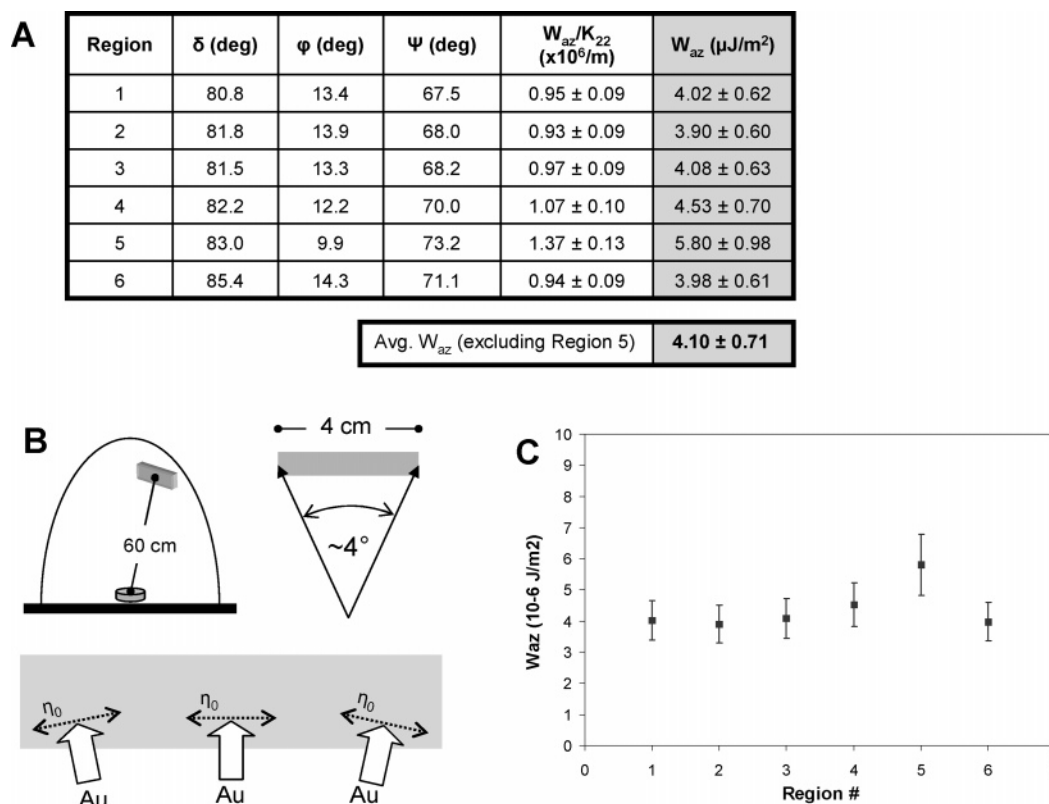 A
Region δ (deg) φ (deg) Ψ (deg) W_az/K_22 (x10^6/m) W_az (μJ/m²)
1 80.8 13.4 67.5 0.95 ± 0.09 4.02 ± 0.62
2 81.8 13.9 68.0 0.93 ± 0.09 3.90 ± 0.60
3 81.5 13.3 68.2 0.97 ± 0.09 4.08 ± 0.63
4 82.2 12.2 70.0 1.07 ± 0.10 4.53 ± 0.70
5 83.0 9.9 73.2 1.37 ± 0.13 5.80 ± 0.98
6 85.4 14.3 71.1 0.94 ± 0.09 3.98 ± 0.61
Avg. W_az (excluding Region 5) 4.10 ± 0.71
B
60 cm
4 cm
~4°
η_0 η_0 η_0
Au Au Au
C
Waz (10-6 J/m2)
10
9
8
7
6
5
4
3
2
1
0
0 1 2 3 4 5 6
Region #